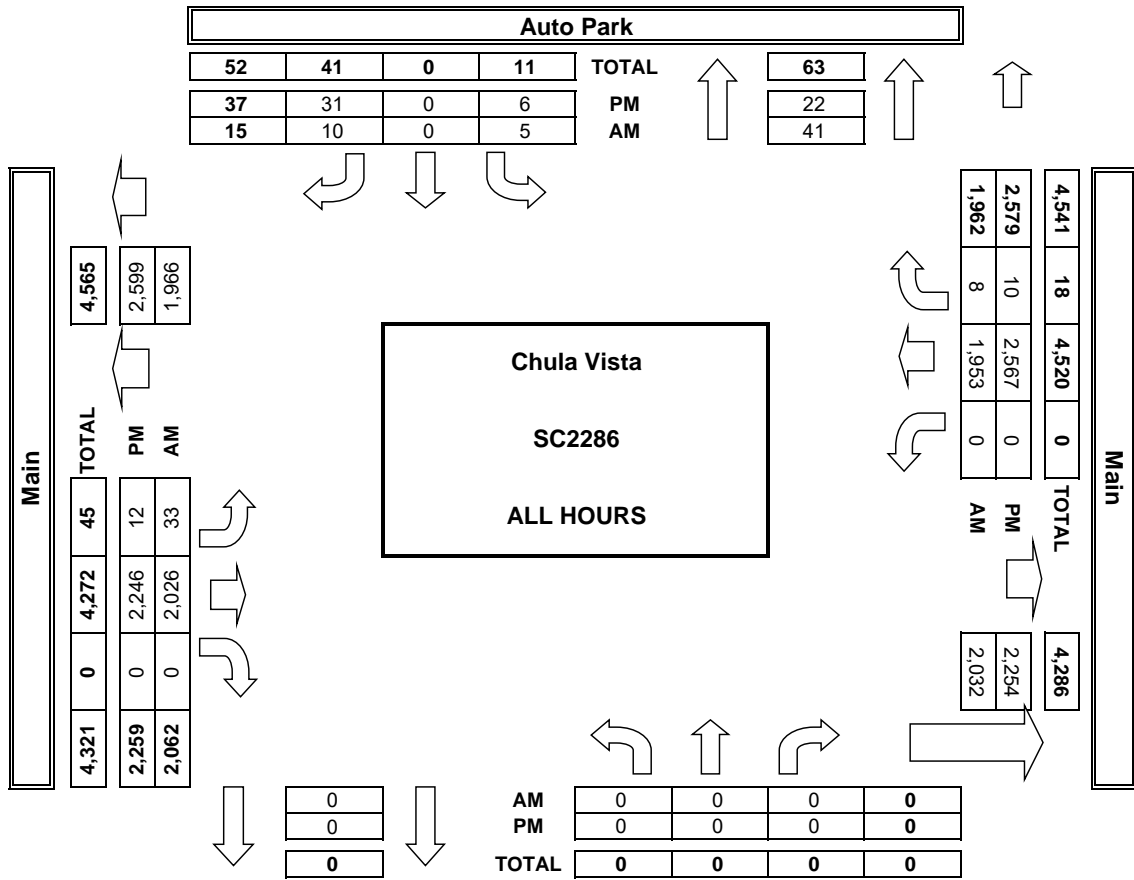 Auto Park
52 41 0 11 TOTAL 63
37 31 0 6 PM 22
15 10 0 5 AM 41
Main
4,565
2,599
1,966
TOTAL
PM
AM
45 4,272 0 4,321
12 2,246 0 2,259
33 2,026 0 2,062
Chula Vista
SC2286
ALL HOURS
4,541 18 4,520 0 TOTAL
2,579 10 2,567 0 PM
1,962 8 1,953 0 AM
4,286
2,254
2,032
Main
0 AM 0 0 0 0
0 PM 0 0 0 0
0 TOTAL 0 0 0 0